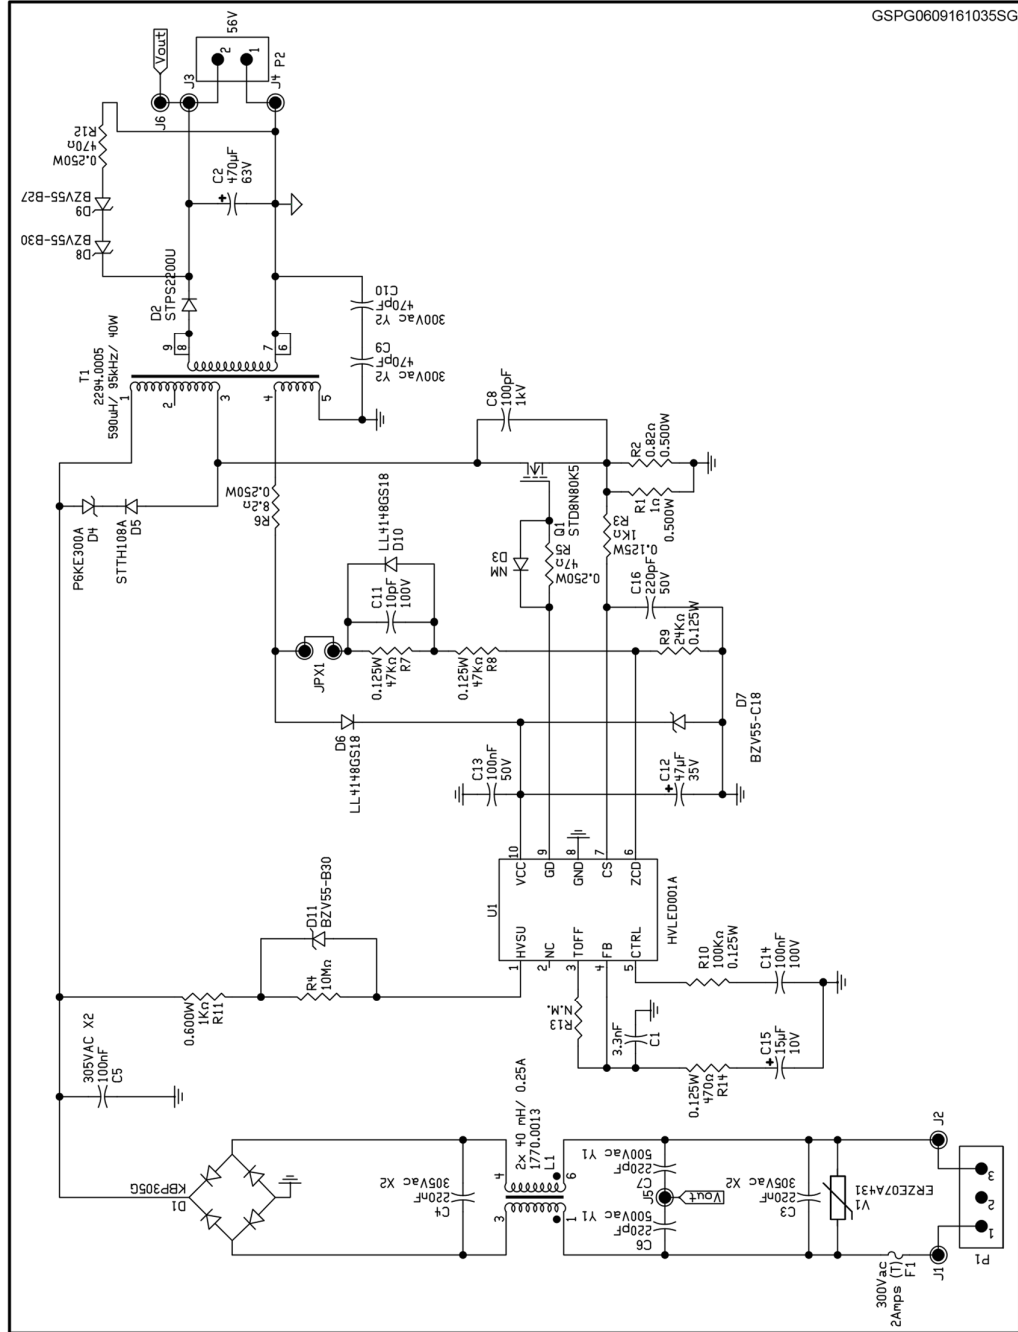 GSPG0609161035SG
56V
Vout
2
1
P2
J3
J4
J6
R12
470Ω
0.250W
BZV55-B27
D9
BZV55-B30
D8
C2
470µF
63V
D2
STPS2200U
C10
470pF
300Vac Y2
C9
470pF
300Vac Y2
T1
2294.0005
590uH/ 95kHz/ 40W
1
2
3
4
5
9
8
7
6
C8
100pF
1kV
P6KE300A
D4
STTH108A
D5
0.250W
8.2Ω
R6
R2
0.82Ω
0.500W
R1
1Ω
0.500W
R3
1KΩ
0.125W
Q1
STD8N80K5
D3
NM
R5
47Ω
0.250W
LL4148GS18
D10
C11
10pF
100V
C16
220pF
50V
JPX1
0.125W
47KΩ
R7
0.125W
47KΩ
R8
R9
24KΩ
0.125W
D6
LL4148GS18
D7
BZV55-C18
C13
100nF
50V
C12
47µF
35V
VCC
10
GD
9
GND
8
CS
7
ZCD
6
U1
HVLED001A
HVSU
1
NC
2
TOFF
3
FB
4
CTRL
5
D11
BZV55-B30
R4
10MΩ
0.600W
1KΩ
R11
R13
N.M.
3.3nF
C1
R10
100KΩ
0.125W
C14
100nF
100V
0.125W
470Ω
R14
C15
15µF
10V
305VAC X2
100nF
C5
KBP305G
D1
2x 40 mH/ 0.25A
1770.0013
L1
4
6
3
1
305Vac X2
220nF
C4
500Vac Y1
220pF
C7
J5
Vout
500Vac Y1
220pF
C6
305Vac X2
220nF
C3
ERZE07A431
V1
J2
J1
300Vac
2Amps (T)
F1
3
2
1
P1